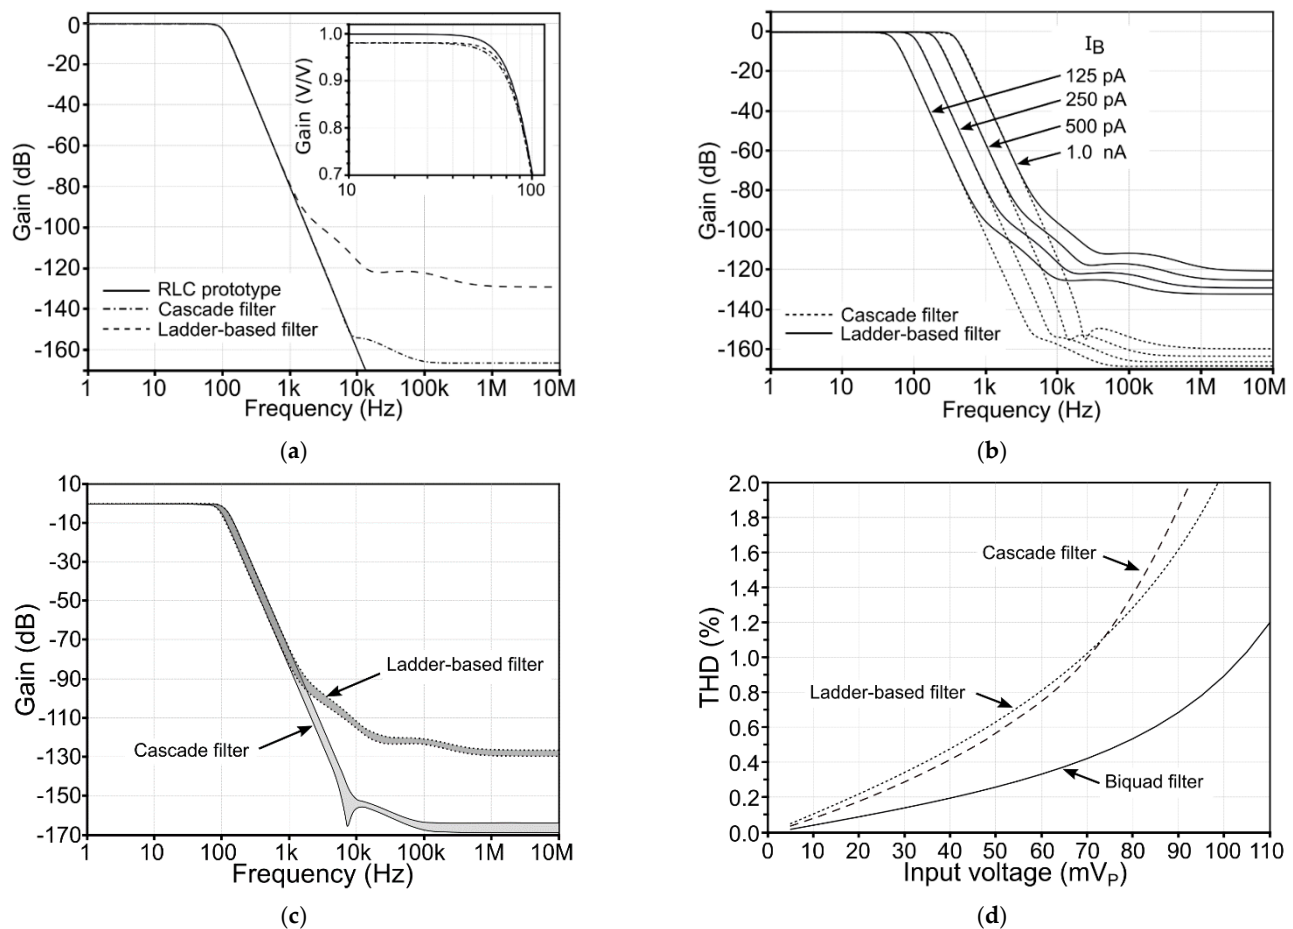 0
-20
-40
-60
-80
-100
-120
-140
-160
Gain (dB)
1
10
100
1k
10k
100k
1M
10M
Frequency (Hz)
RLC prototype
Cascade filter
Ladder-based filter
1.0
0.9
0.8
0.7
Gain (V/V)
10
100
(a)
0
-20
-40
-60
-80
-100
-120
-140
-160
Gain (dB)
1
10
100
1k
10k
100k
1M
10M
Frequency (Hz)
IB
125 pA
250 pA
500 pA
1.0 nA
Cascade filter
Ladder-based filter
(b)
10
-10
-30
-50
-70
-90
-110
-130
-150
-170
Gain (dB)
1
10
100
1k
10k
100k
1M
10M
Frequency (Hz)
Ladder-based filter
Cascade filter
(c)
2.0
1.8
1.6
1.4
1.2
1.0
0.8
0.6
0.4
0.2
0.0
THD (%)
0
10
20
30
40
50
60
70
80
90
100
110
Input voltage (mVP)
Cascade filter
Ladder-based filter
Biquad filter
(d)